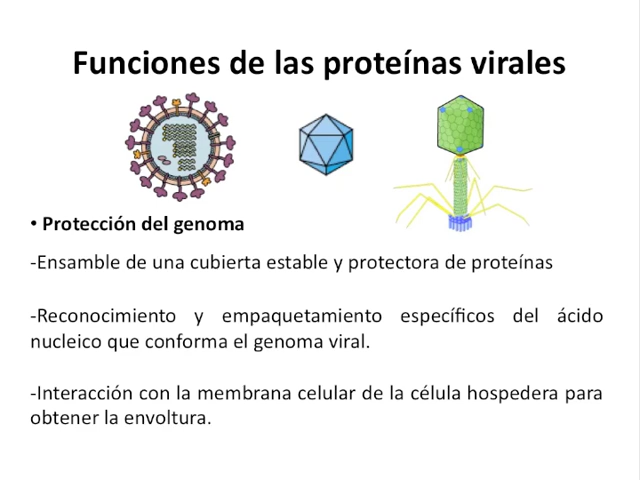 Funciones de las proteínas virales
• Protección del genoma
-Ensamble de una cubierta estable y protectora de proteínas
-Reconocimiento y empaquetamiento específicos del ácido
nucleico que conforma el genoma viral.
-Interacción con la membrana celular de la célula hospedera para
obtener la envoltura.